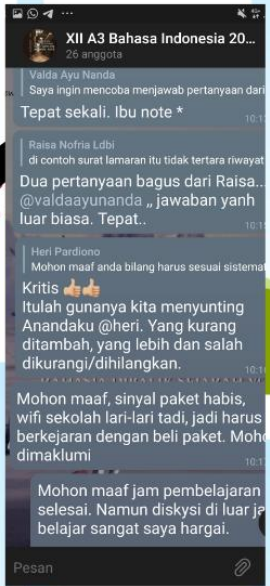 XII A3 Bahasa Indonesia 20...
26 anggota
Valda Ayu Nanda
Saya ingin mencoba menjawab pertanyaan dari
Tepat sekali. Ibu note *
Raisa Nofria Ldbi
di contoh surat lamaran itu tidak tertara riwayat
Dua pertanyaan bagus dari Raisa...
@valdaayunanda ,, jawaban yanh
luar biasa. Tepat..
Heri Pardiono
Mohon maaf anda bilang harus sesuai sistemat
Kritis 👍👍
Itulah gunanya kita menyunting
Anandaku @heri. Yang kurang
ditambah, yang lebih dan salah
dikurangi/dihilangkan.
Mohon maaf, sinyal paket habis,
wifi sekolah lari-lari tadi, jadi harus
berkejaran dengan beli paket. Moho
dimaklumi
Mohon maaf jam pembelajaran
selesai. Namun diskysi di luar ja
belajar sangat saya hargai.
Pesan